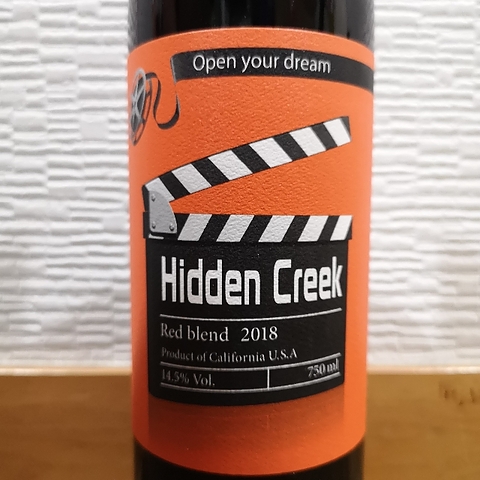 Open your dream
Hidden Creek
Red blend 2018
Product of California U.S.A
14.5% Vol. 750 ml